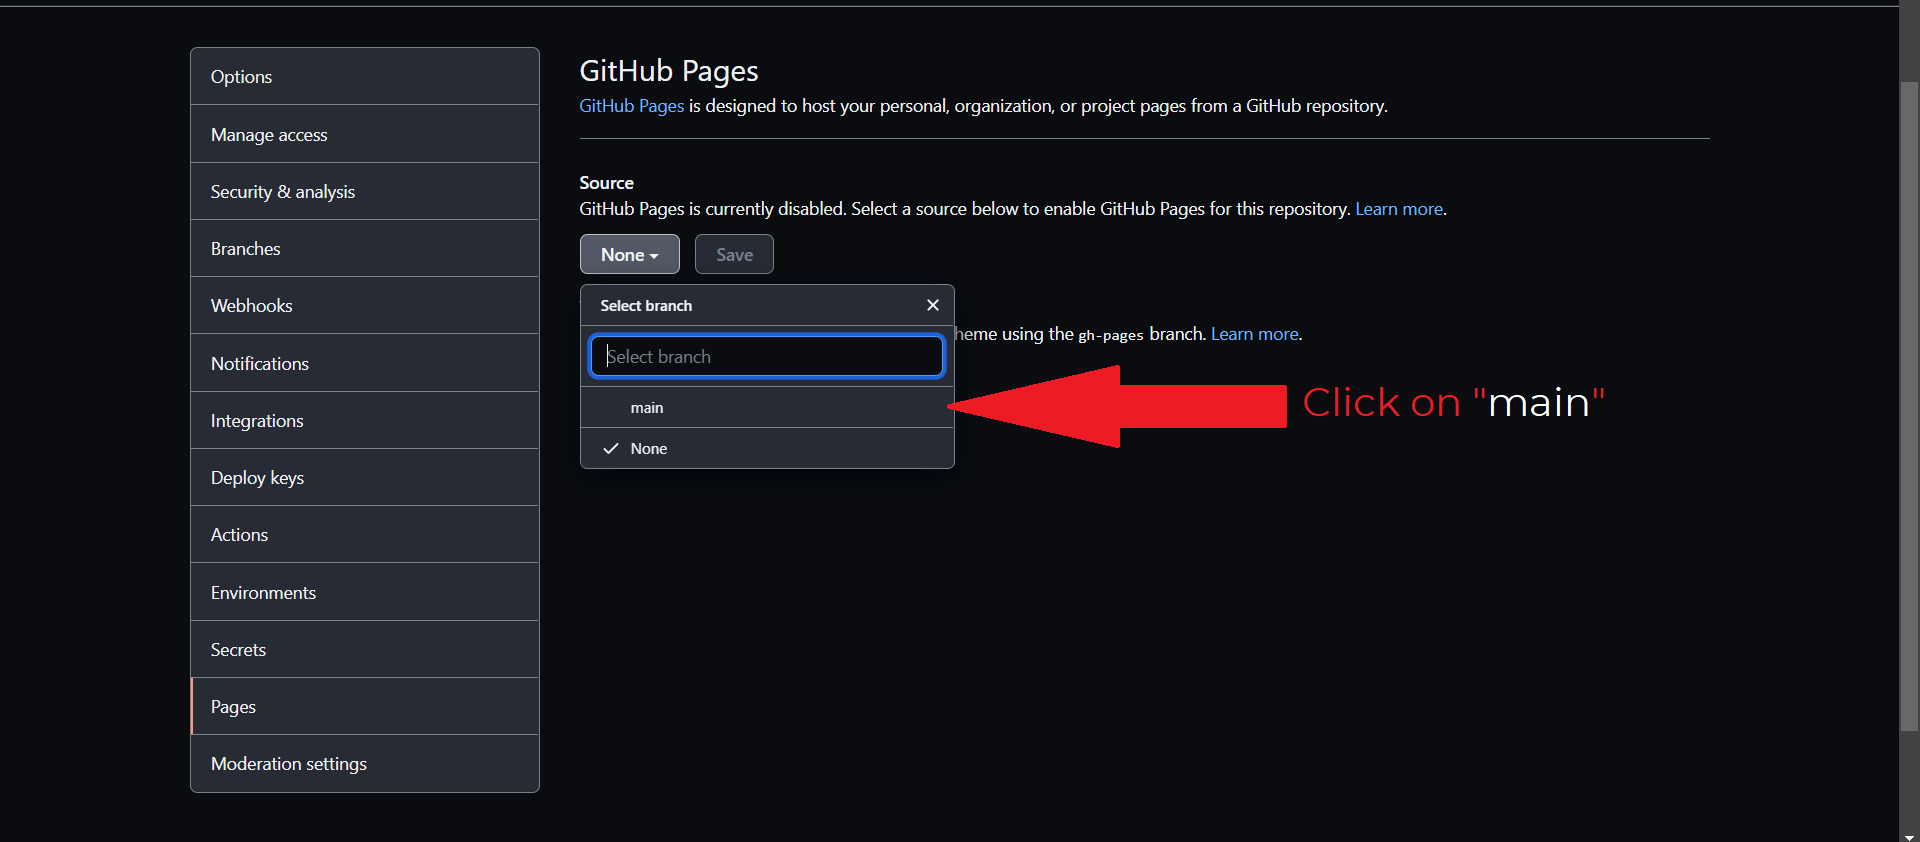 Options
Manage access
Security & analysis
Branches
Webhooks
Notifications
Integrations
Deploy keys
Actions
Environments
Secrets
Pages
Moderation settings
GitHub Pages
GitHub Pages is designed to host your personal, organization, or project pages from a GitHub repository.
Source
GitHub Pages is currently disabled. Select a source below to enable GitHub Pages for this repository. Learn more.
None Save
Select branch
heme using the gh-pages branch. Learn more.
Select branch
main
Click on "main"
None